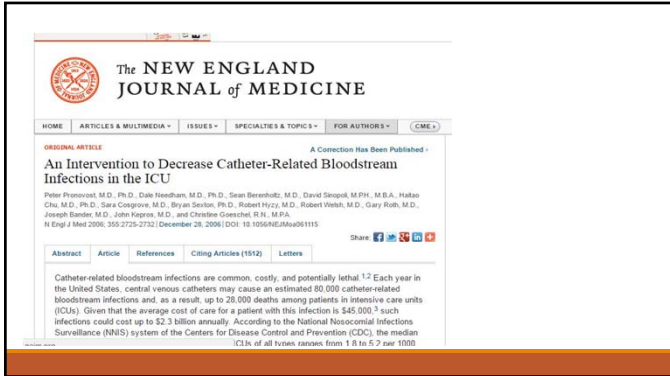 The NEW ENGLAND
JOURNAL of MEDICINE
HOME ARTICLES & MULTIMEDIA ISSUES SPECIALTIES & TOPICS FOR AUTHORS CME
ORIGINAL ARTICLE
A Correction Has Been Published
An Intervention to Decrease Catheter-Related Bloodstream
Infections in the ICU
Peter Pronovost, M.D., Ph.D., Dale Needham, M.D., Ph.D., Sean Berenholtz, M.D., David Sinopoli, M.P.H., M.B.A., Haitao
Chu, M.D., Ph.D., Sara Cosgrove, M.D., Bryan Sexton, Ph.D., Robert Hyzy, M.D., Robert Welsh, M.D., Gary Roth, M.D.,
Joseph Bander, M.D., John Kepros, M.D., and Christine Goeschel, R.N., M.P.A.
N Engl J Med 2006; 355:2725-2732 | December 28, 2006 | DOI: 10.1056/NEJMoa061115
Share:
Abstract Article References Citing Articles (1512) Letters
Catheter-related bloodstream infections are common, costly, and potentially lethal.1,2 Each year in
the United States, central venous catheters may cause an estimated 80,000 catheter-related
bloodstream infections and, as a result, up to 28,000 deaths among patients in intensive care units
(ICUs). Given that the average cost of care for a patient with this infection is $45,000,3 such
infections could cost up to $2.3 billion annually. According to the National Nosocomial Infections
Surveillance (NNIS) system of the Centers for Disease Control and Prevention (CDC), the median
ICUs of all types ranges from 1.8 to 5.2 per 1000